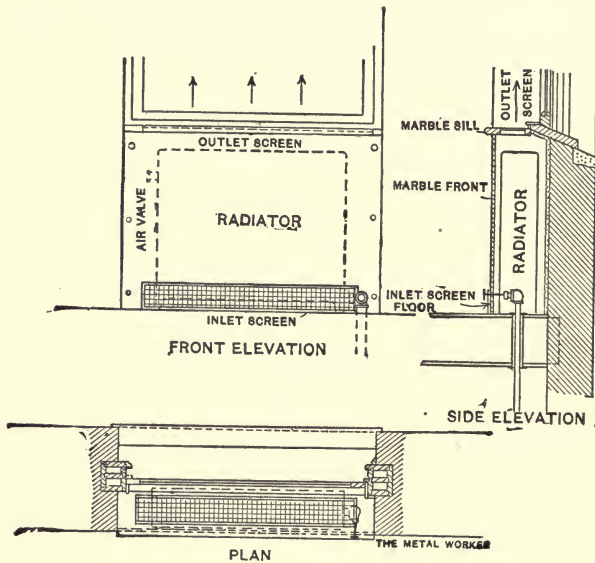 OUTLET SCREEN
AIR VALVE
RADIATOR
INLET SCREEN
FRONT ELEVATION
OUTLET
SCREEN
MARBLE SILL
MARBLE FRONT
RADIATOR
INLET SCREEN
FLOOR
SIDE ELEVATION
THE METAL WORKER
PLAN